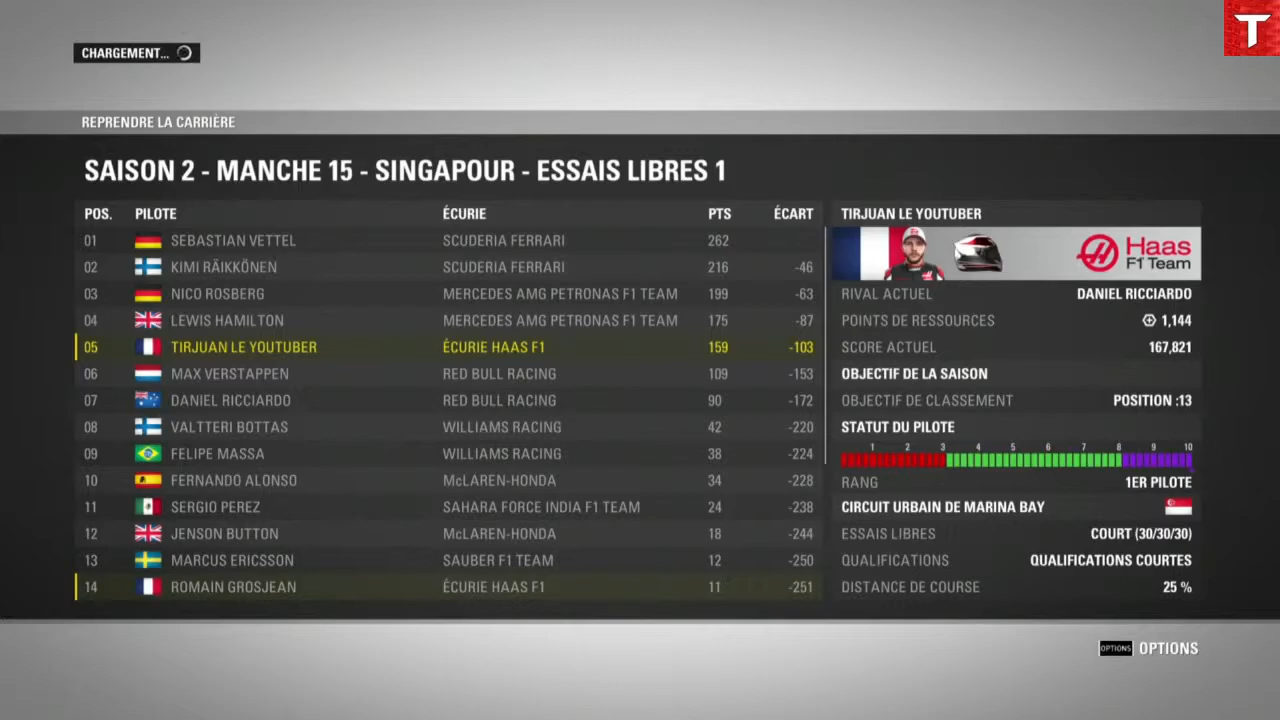 T
CHARGEMENT...
REPRENDRE LA CARRIÈRE
SAISON 2 - MANCHE 15 - SINGAPOUR - ESSAIS LIBRES 1
POS. PILOTE ÉCURIE PTS ÉCART
01 SEBASTIAN VETTEL SCUDERIA FERRARI 262
02 KIMI RÄIKKÖNEN SCUDERIA FERRARI 216 -46
03 NICO ROSBERG MERCEDES AMG PETRONAS F1 TEAM 199 -63
04 LEWIS HAMILTON MERCEDES AMG PETRONAS F1 TEAM 175 -87
05 TIRJUAN LE YOUTUBER ÉCURIE HAAS F1 159 -103
06 MAX VERSTAPPEN RED BULL RACING 109 -153
07 DANIEL RICCIARDO RED BULL RACING 90 -172
08 VALTTERI BOTTAS WILLIAMS RACING 42 -220
09 FELIPE MASSA WILLIAMS RACING 38 -224
10 FERNANDO ALONSO McLAREN-HONDA 34 -228
11 SERGIO PEREZ SAHARA FORCE INDIA F1 TEAM 24 -238
12 JENSON BUTTON McLAREN-HONDA 18 -244
13 MARCUS ERICSSON SAUBER F1 TEAM 12 -250
14 ROMAIN GROSJEAN ÉCURIE HAAS F1 11 -251
TIRJUAN LE YOUTUBER
Haas
F1 Team
RIVAL ACTUEL DANIEL RICCIARDO
POINTS DE RESSOURCES 1,144
SCORE ACTUEL 167,821
OBJECTIF DE LA SAISON
OBJECTIF DE CLASSEMENT POSITION :13
STATUT DU PILOTE
1 2 3 4 5 6 7 8 9 10
RANG 1ER PILOTE
CIRCUIT URBAIN DE MARINA BAY
ESSAIS LIBRES COURT (30/30/30)
QUALIFICATIONS QUALIFICATIONS COURTES
DISTANCE DE COURSE 25 %
OPTIONS OPTIONS